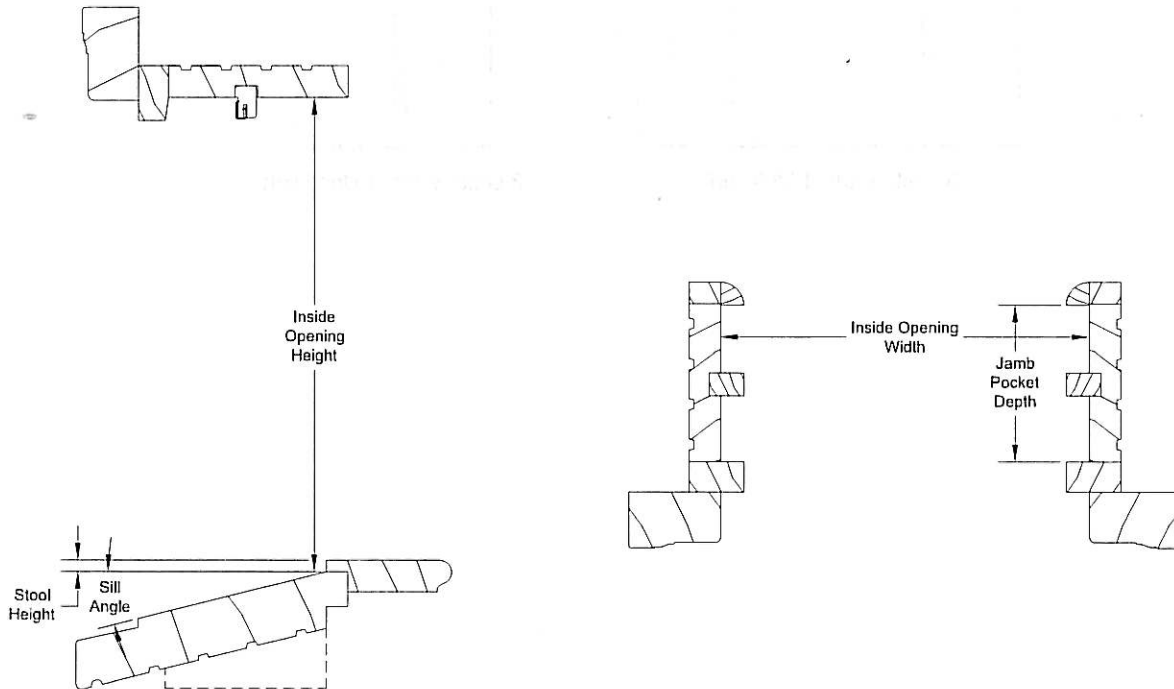 Inside
Opening
Height
Inside Opening
Width
Jamb
Pocket
Depth
Stool
Height
Sill
Angle